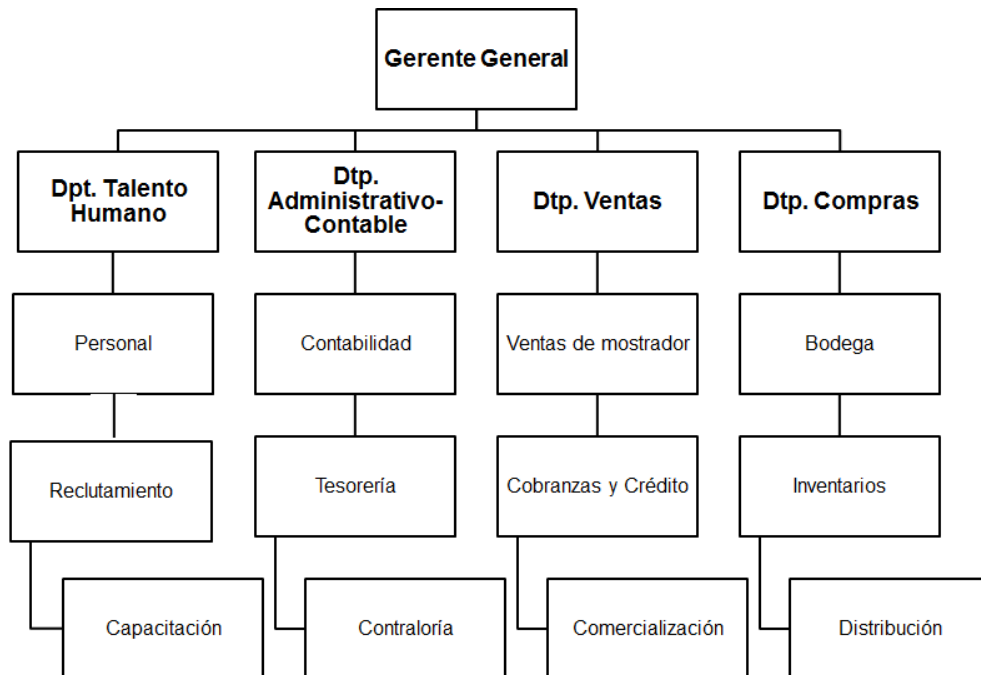 Gerente General
Dpt. Talento
Humano
Dtp.
Administrativo-
Contable
Dtp. Ventas
Dtp. Compras
Personal
Contabilidad
Ventas de mostrador
Bodega
Reclutamiento
Tesorería
Cobranzas y Crédito
Inventarios
Capacitación
Contraloría
Comercialización
Distribución